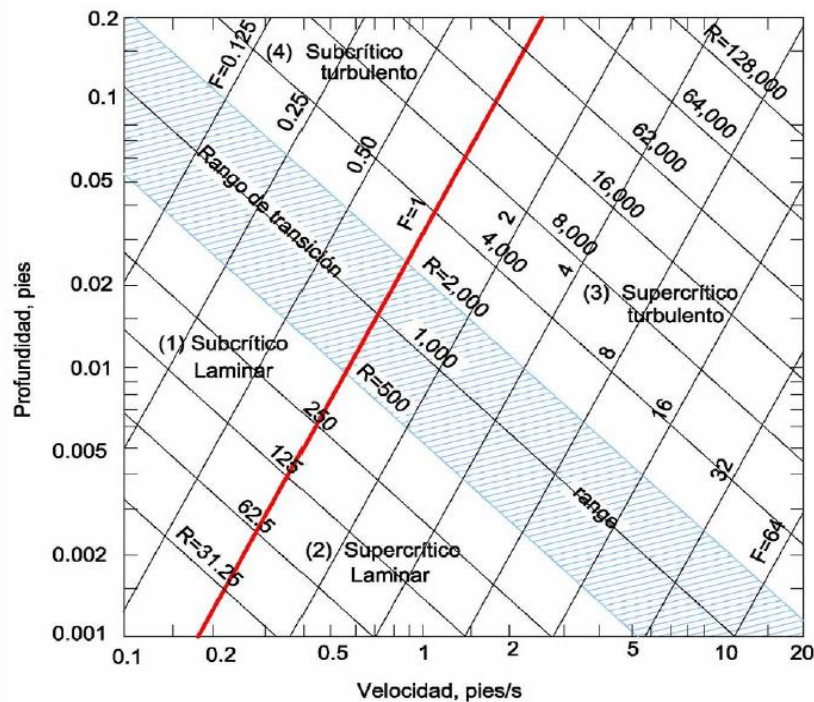 0.2
0.1
0.05
0.02
0.01
0.005
0.002
0.001
Profundidad, pies
F=0.125
(4) Subcrítico
turbulento
R=128,000
0.25
64,000
0.50
62,000
Rango de transición
F=1
16,000
2
8,000
4,000
4
R=2,000
(3) Supercrítico
turbulento
(1) Subcrítico
Laminar
1,000
8
R=500
250
16
125
32
range
62.5
F=64
R=31.25
(2) Supercrítico
Laminar
0.1 0.2 0.5 1 2 5 10 20
Velocidad, pies/s